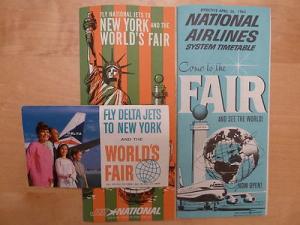 FLY NATIONAL JETS TO
NEW YORK AND THE
WORLD'S FAIR
FLY DELTA JETS
TO NEW YORK
AND THE
WORLD'S
FAIR
DELTA
NATIONAL
EFFECTIVE APRIL 26, 1964
NATIONAL
AIRLINES
SYSTEM TIMETABLE
Come to the
FAIR
AND SEE THE WORLD!
NOW OPEN!